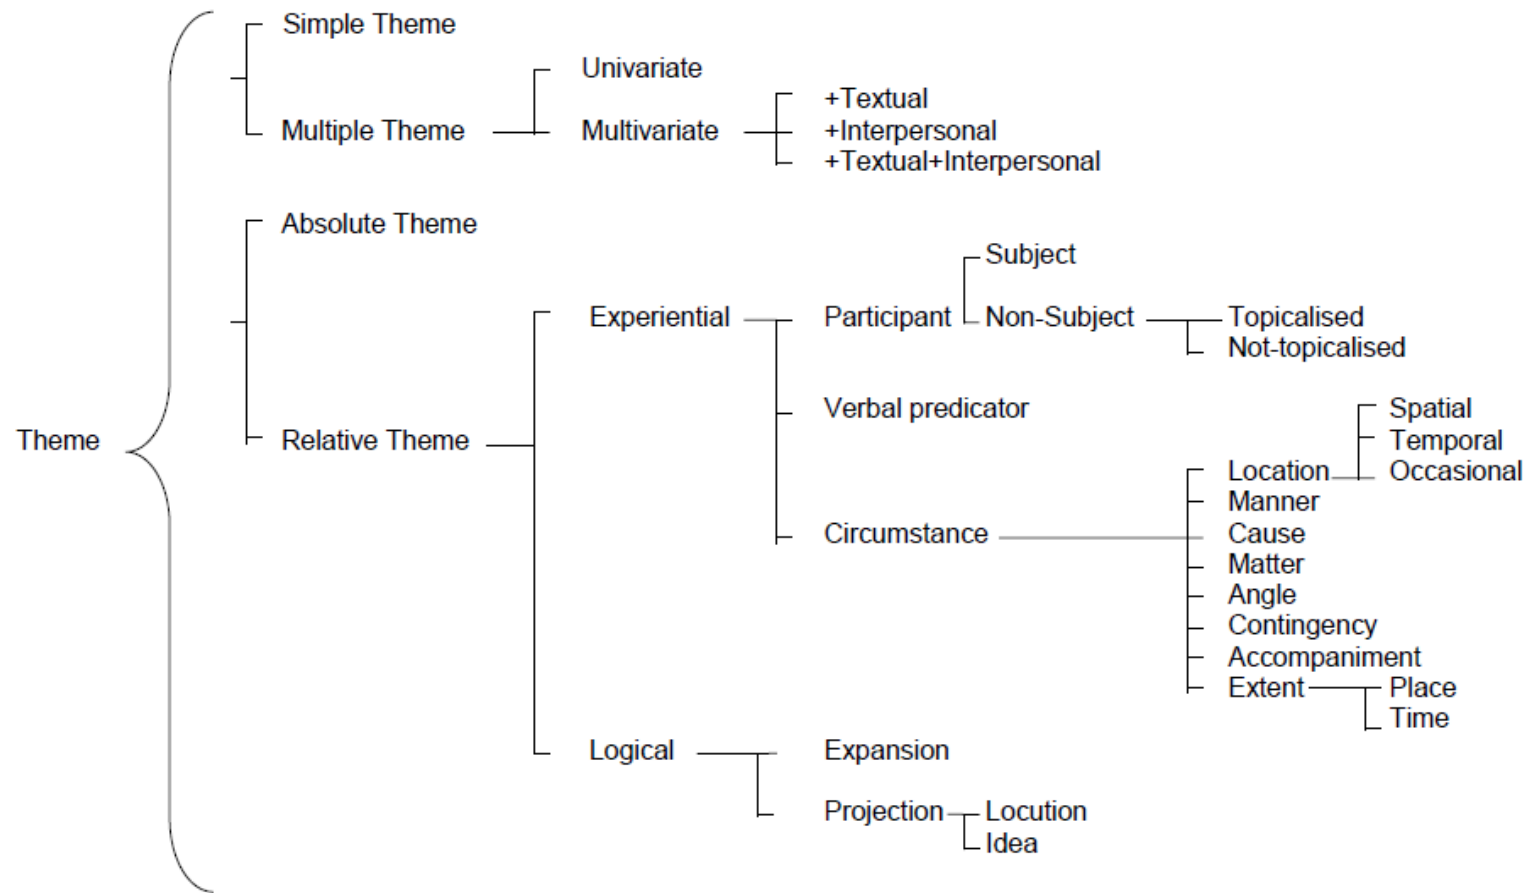 Simple Theme
Univariate
+Textual
Multiple Theme
Multivariate
+Interpersonal
+Textual+Interpersonal
Absolute Theme
Subject
Experiential
Participant
Non-Subject
Topicalised
Not-topicalised
Verbal predicator
Spatial
Theme
Relative Theme
Temporal
Location
Occasional
Manner
Circumstance
Cause
Matter
Angle
Contingency
Accompaniment
Extent
Place
Time
Logical
Expansion
Projection
Locution
Idea